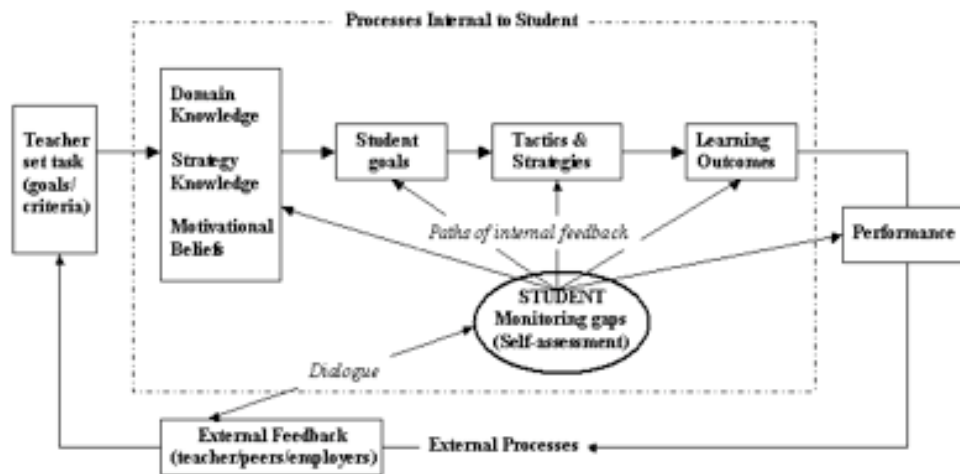 Processes Internal to Student
Teacher
set task
(goals/
criteria)
Domain
Knowledge
Strategy
Knowledge
Motivational
Beliefs
Student
goals
Tactics &
Strategies
Learning
Outcomes
Performance
Paths of internal feedback
STUDENT
Monitoring gaps
(Self-assessment)
Dialogue
External Feedback
(teacher/peers/employers)
External Processes